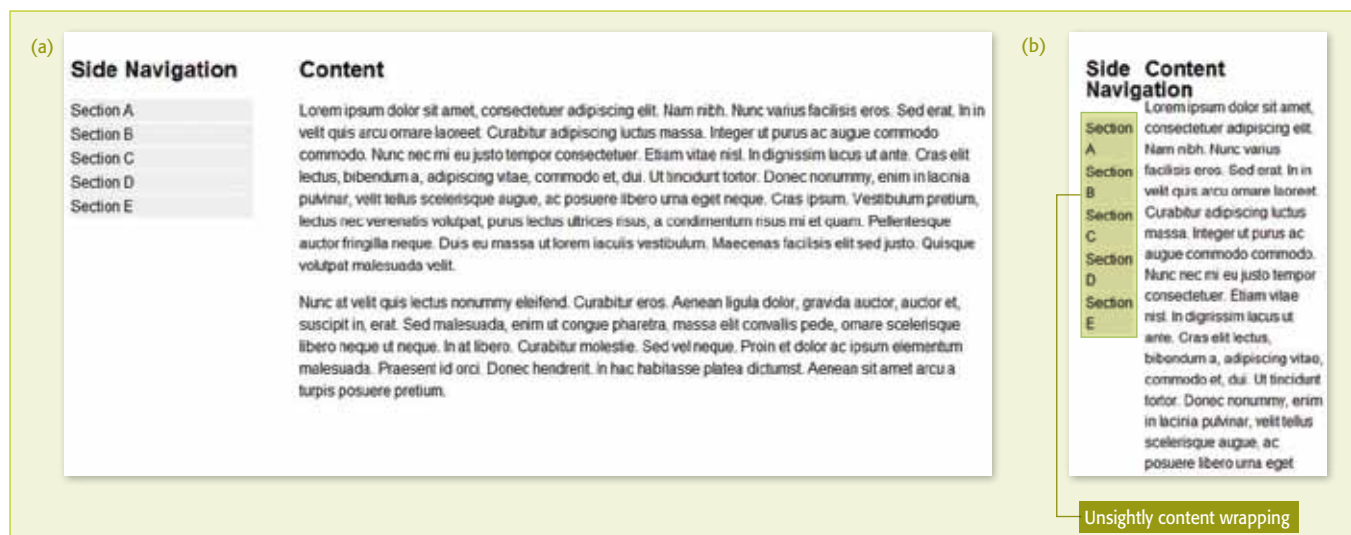 (a)
Side Navigation
Section A
Section B
Section C
Section D
Section E
Content
Lorem ipsum dolor sit amet, consectetuer adipiscing elit. Nam nibh. Nunc varius facilisis eros. Sed erat. In in
velit quis arcu ornare laoreet. Curabitur adipiscing luctus massa. Integer ut purus ac augue commodo
commodo. Nunc nec mi eu justo tempor consectetuer. Etiam vitae nisl. In dignissim lacus ut ante. Cras elit
lectus, bibendum a, adipiscing vitae, commodo et, dui. Ut tincidunt tortor. Donec nonummy, enim in lacinia
pulvinar, velit tellus scelerisque augue, ac posuere libero urna eget neque. Cras ipsum. Vestibulum pretium,
lectus nec venenatis volutpat, purus lectus ultrices risus, a condimentum risus mi et quam. Pellentesque
auctor fringilla neque. Duis eu massa ut lorem iaculis vestibulum. Maecenas facilisis elit sed justo. Quisque
volutpat malesuada velit.
Nunc at velit quis lectus nonummy eleifend. Curabitur eros. Aenean ligula dolor, gravida auctor, auctor et,
suscipit in, erat. Sed malesuada, enim ut congue pharetra, massa elit convallis pede, ornare scelerisque
libero neque ut neque. In at libero. Curabitur molestie. Sed vel neque. Proin et dolor ac ipsum elementum
malesuada. Praesent id orci. Donec hendrerit. In hac habitasse platea dictumst. Aenean sit amet arcu a
turpis posuere pretium.
(b)
Side
Navigation
Section
A
Section
B
Section
C
Section
D
Section
E
Content
Lorem ipsum dolor sit amet,
consectetuer adipiscing elit.
Nam nibh. Nunc varius
facilisis eros. Sed erat. In in
velit quis arcu ornare laoreet.
Curabitur adipiscing luctus
massa. Integer ut purus ac
augue commodo commodo.
Nunc nec mi eu justo tempor
consectetuer. Etiam vitae
nisl. In dignissim lacus ut
ante. Cras elit lectus,
bibendum a, adipiscing vitae,
commodo et, dui. Ut tincidunt
tortor. Donec nonummy, enim
in lacinia pulvinar, velit tellus
scelerisque augue, ac
posuere libero urna eget
Unsightly content wrapping